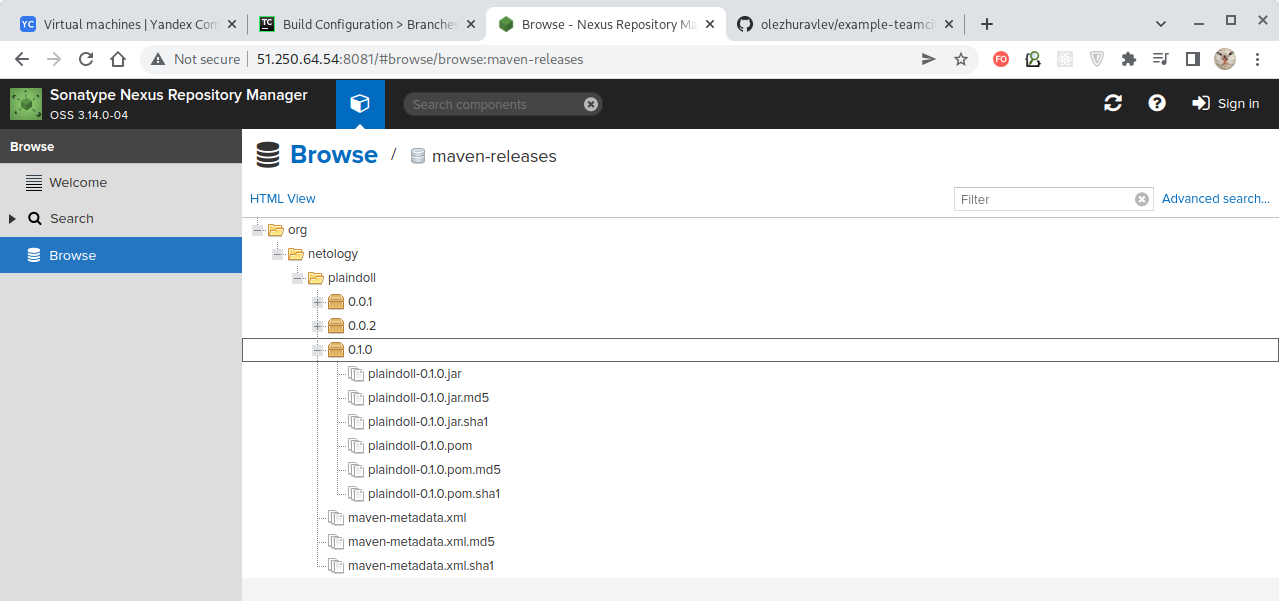 YC Virtual machines | Yandex Com
TC Build Configuration > Branches
Browse - Nexus Repository Ma
olezhuravlev/example-teamcit
Not secure 51.250.64.54:8081/#browse/browse:maven-releases
FO
Sonatype Nexus Repository Manager
OSS 3.14.0-04
Search components
Sign in
Browse
Welcome
Search
Browse
Browse / maven-releases
HTML View
Filter
Advanced search...
org
netology
plaindoll
0.0.1
0.0.2
0.1.0
plaindoll-0.1.0.jar
plaindoll-0.1.0.jar.md5
plaindoll-0.1.0.jar.sha1
plaindoll-0.1.0.pom
plaindoll-0.1.0.pom.md5
plaindoll-0.1.0.pom.sha1
maven-metadata.xml
maven-metadata.xml.md5
maven-metadata.xml.sha1